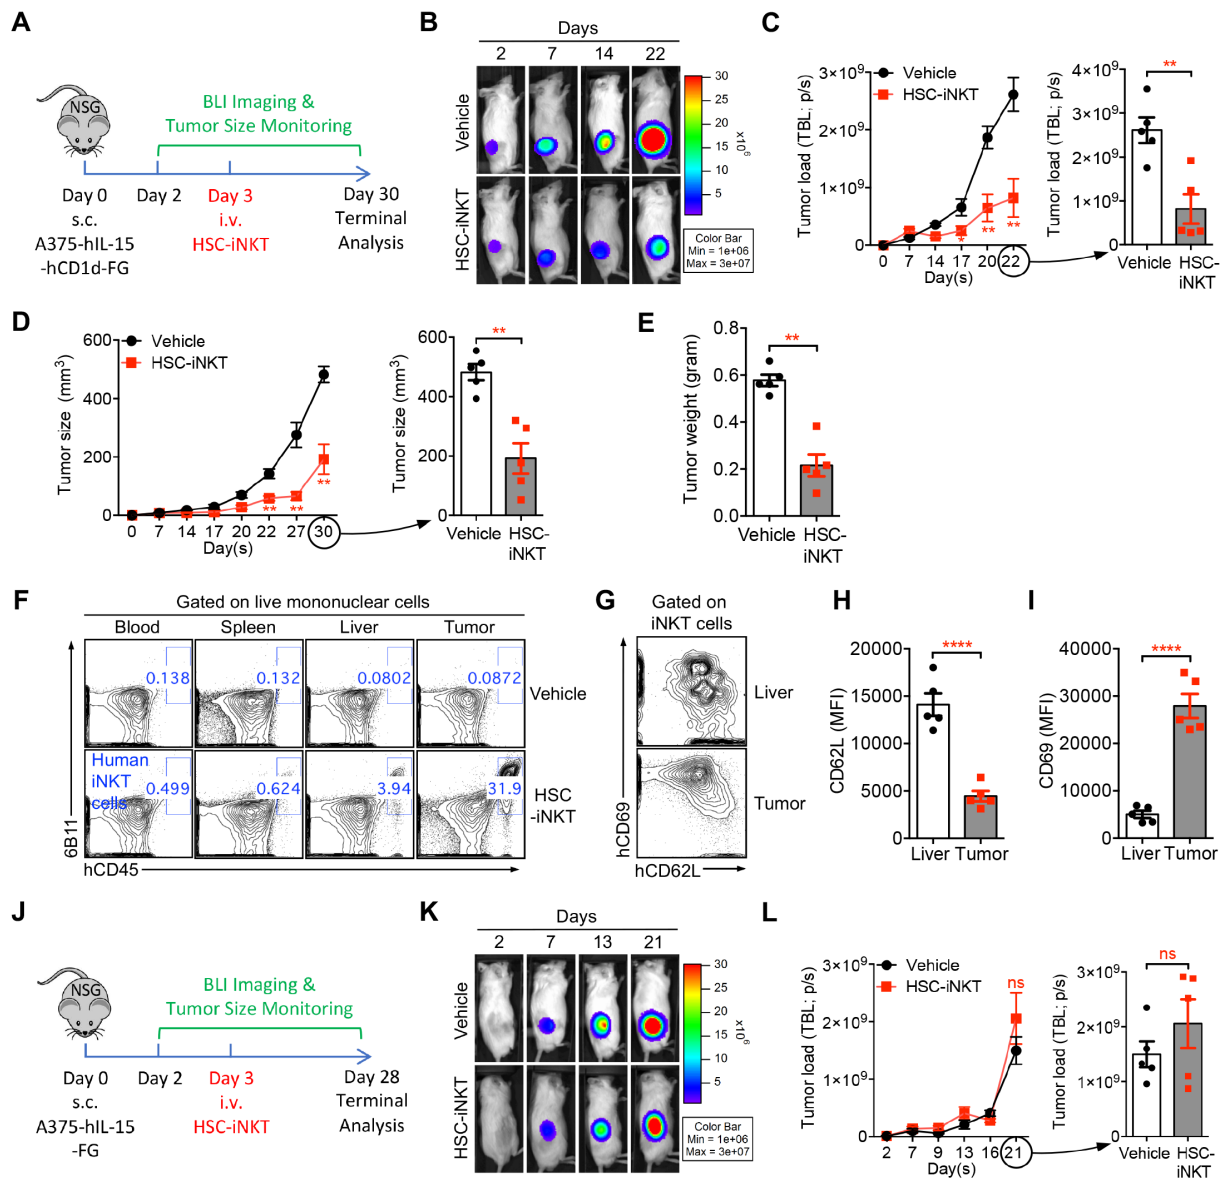 A
NSG
BLI Imaging &
Tumor Size Monitoring
Day 0
s.c.
A375-hIL-15
-hCD1d-FG
Day 2
Day 3
i.v.
HSC-iNKT
Day 30
Terminal
Analysis
B
Days
2 7 14 22
Vehicle
HSC-iNKT
30
25
20
15
10
5
x10⁶
Color Bar
Min = 1e+06
Max = 3e+07
C
Tumor load (TBL; p/s)
3×10⁹
2×10⁹
1×10⁹
0
Vehicle
HSC-iNKT
* ** **
0 7 14 17 20 22
Day(s)
Tumor load (TBL; p/s)
4×10⁹
3×10⁹
2×10⁹
1×10⁹
0
**
Vehicle HSC-
iNKT
D
Tumor size (mm³)
600
400
200
0
Vehicle
HSC-iNKT
** ** **
0 7 14 17 20 22 27 30
Day(s)
Tumor size (mm³)
600
400
200
0
**
Vehicle HSC-
iNKT
E
Tumor weight (gram)
0.8
0.6
0.4
0.2
0.0
**
Vehicle HSC-
iNKT
F
Gated on live mononuclear cells
Blood Spleen Liver Tumor
0.138 0.132 0.0802 0.0872
Vehicle
Human
iNKT
cells
0.499 0.624 3.94 31.9
HSC
-iNKT
6B11
hCD45
G
Gated on
iNKT cells
Liver
Tumor
hCD69
hCD62L
H
CD62L (MFI)
20000
15000
10000
5000
0
****
Liver Tumor
I
CD69 (MFI)
40000
30000
20000
10000
0
****
Liver Tumor
J
NSG
BLI Imaging &
Tumor Size Monitoring
Day 0
s.c.
A375-hIL-15
-FG
Day 2
Day 3
i.v.
HSC-iNKT
Day 28
Terminal
Analysis
K
Days
2 7 13 21
Vehicle
HSC-iNKT
30
25
20
15
10
5
x10⁶
Color Bar
Min = 1e+06
Max = 3e+07
L
Tumor load (TBL; p/s)
3×10⁹
2×10⁹
1×10⁹
0
Vehicle
HSC-iNKT
ns
2 7 9 13 16 21
Day(s)
Tumor load (TBL; p/s)
3×10⁹
2×10⁹
1×10⁹
0
ns
Vehicle HSC-
iNKT